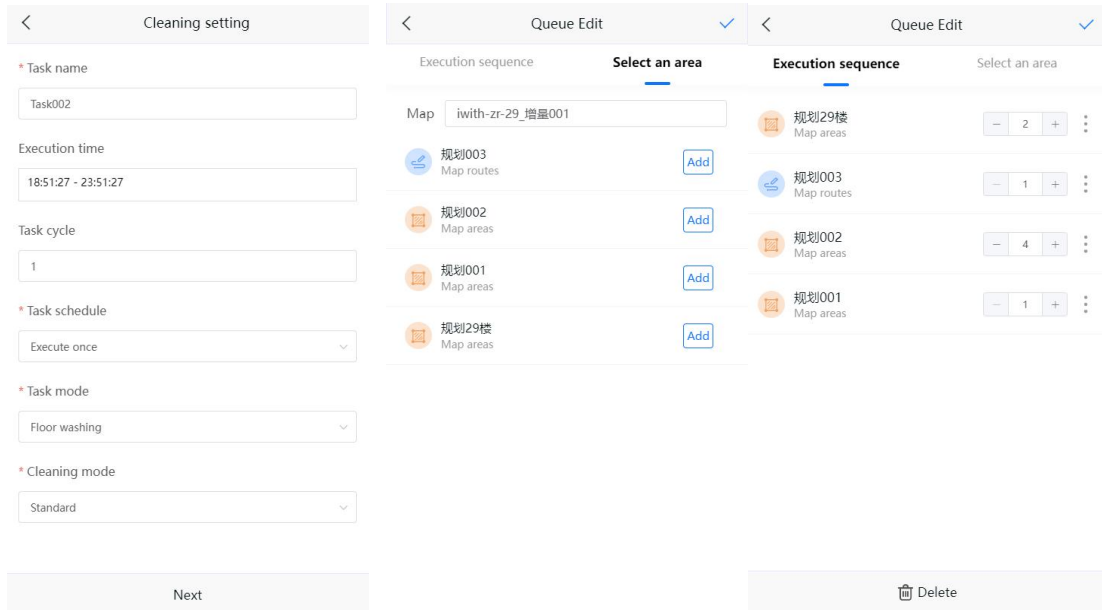 Cleaning setting
* Task name
Task002
Execution time
18:51:27 - 23:51:27
Task cycle
1
* Task schedule
Execute once
* Task mode
Floor washing
* Cleaning mode
Standard
Next
Queue Edit
Execution sequence
Select an area
Map
iwith-zr-29_增量001
规划003
Map routes
Add
规划002
Map areas
Add
规划001
Map areas
Add
规划29楼
Map areas
Add
Queue Edit
Execution sequence
Select an area
规划29楼
Map areas
- 2 +
规划003
Map routes
- 1 +
规划002
Map areas
- 4 +
规划001
Map areas
- 1 +
Delete